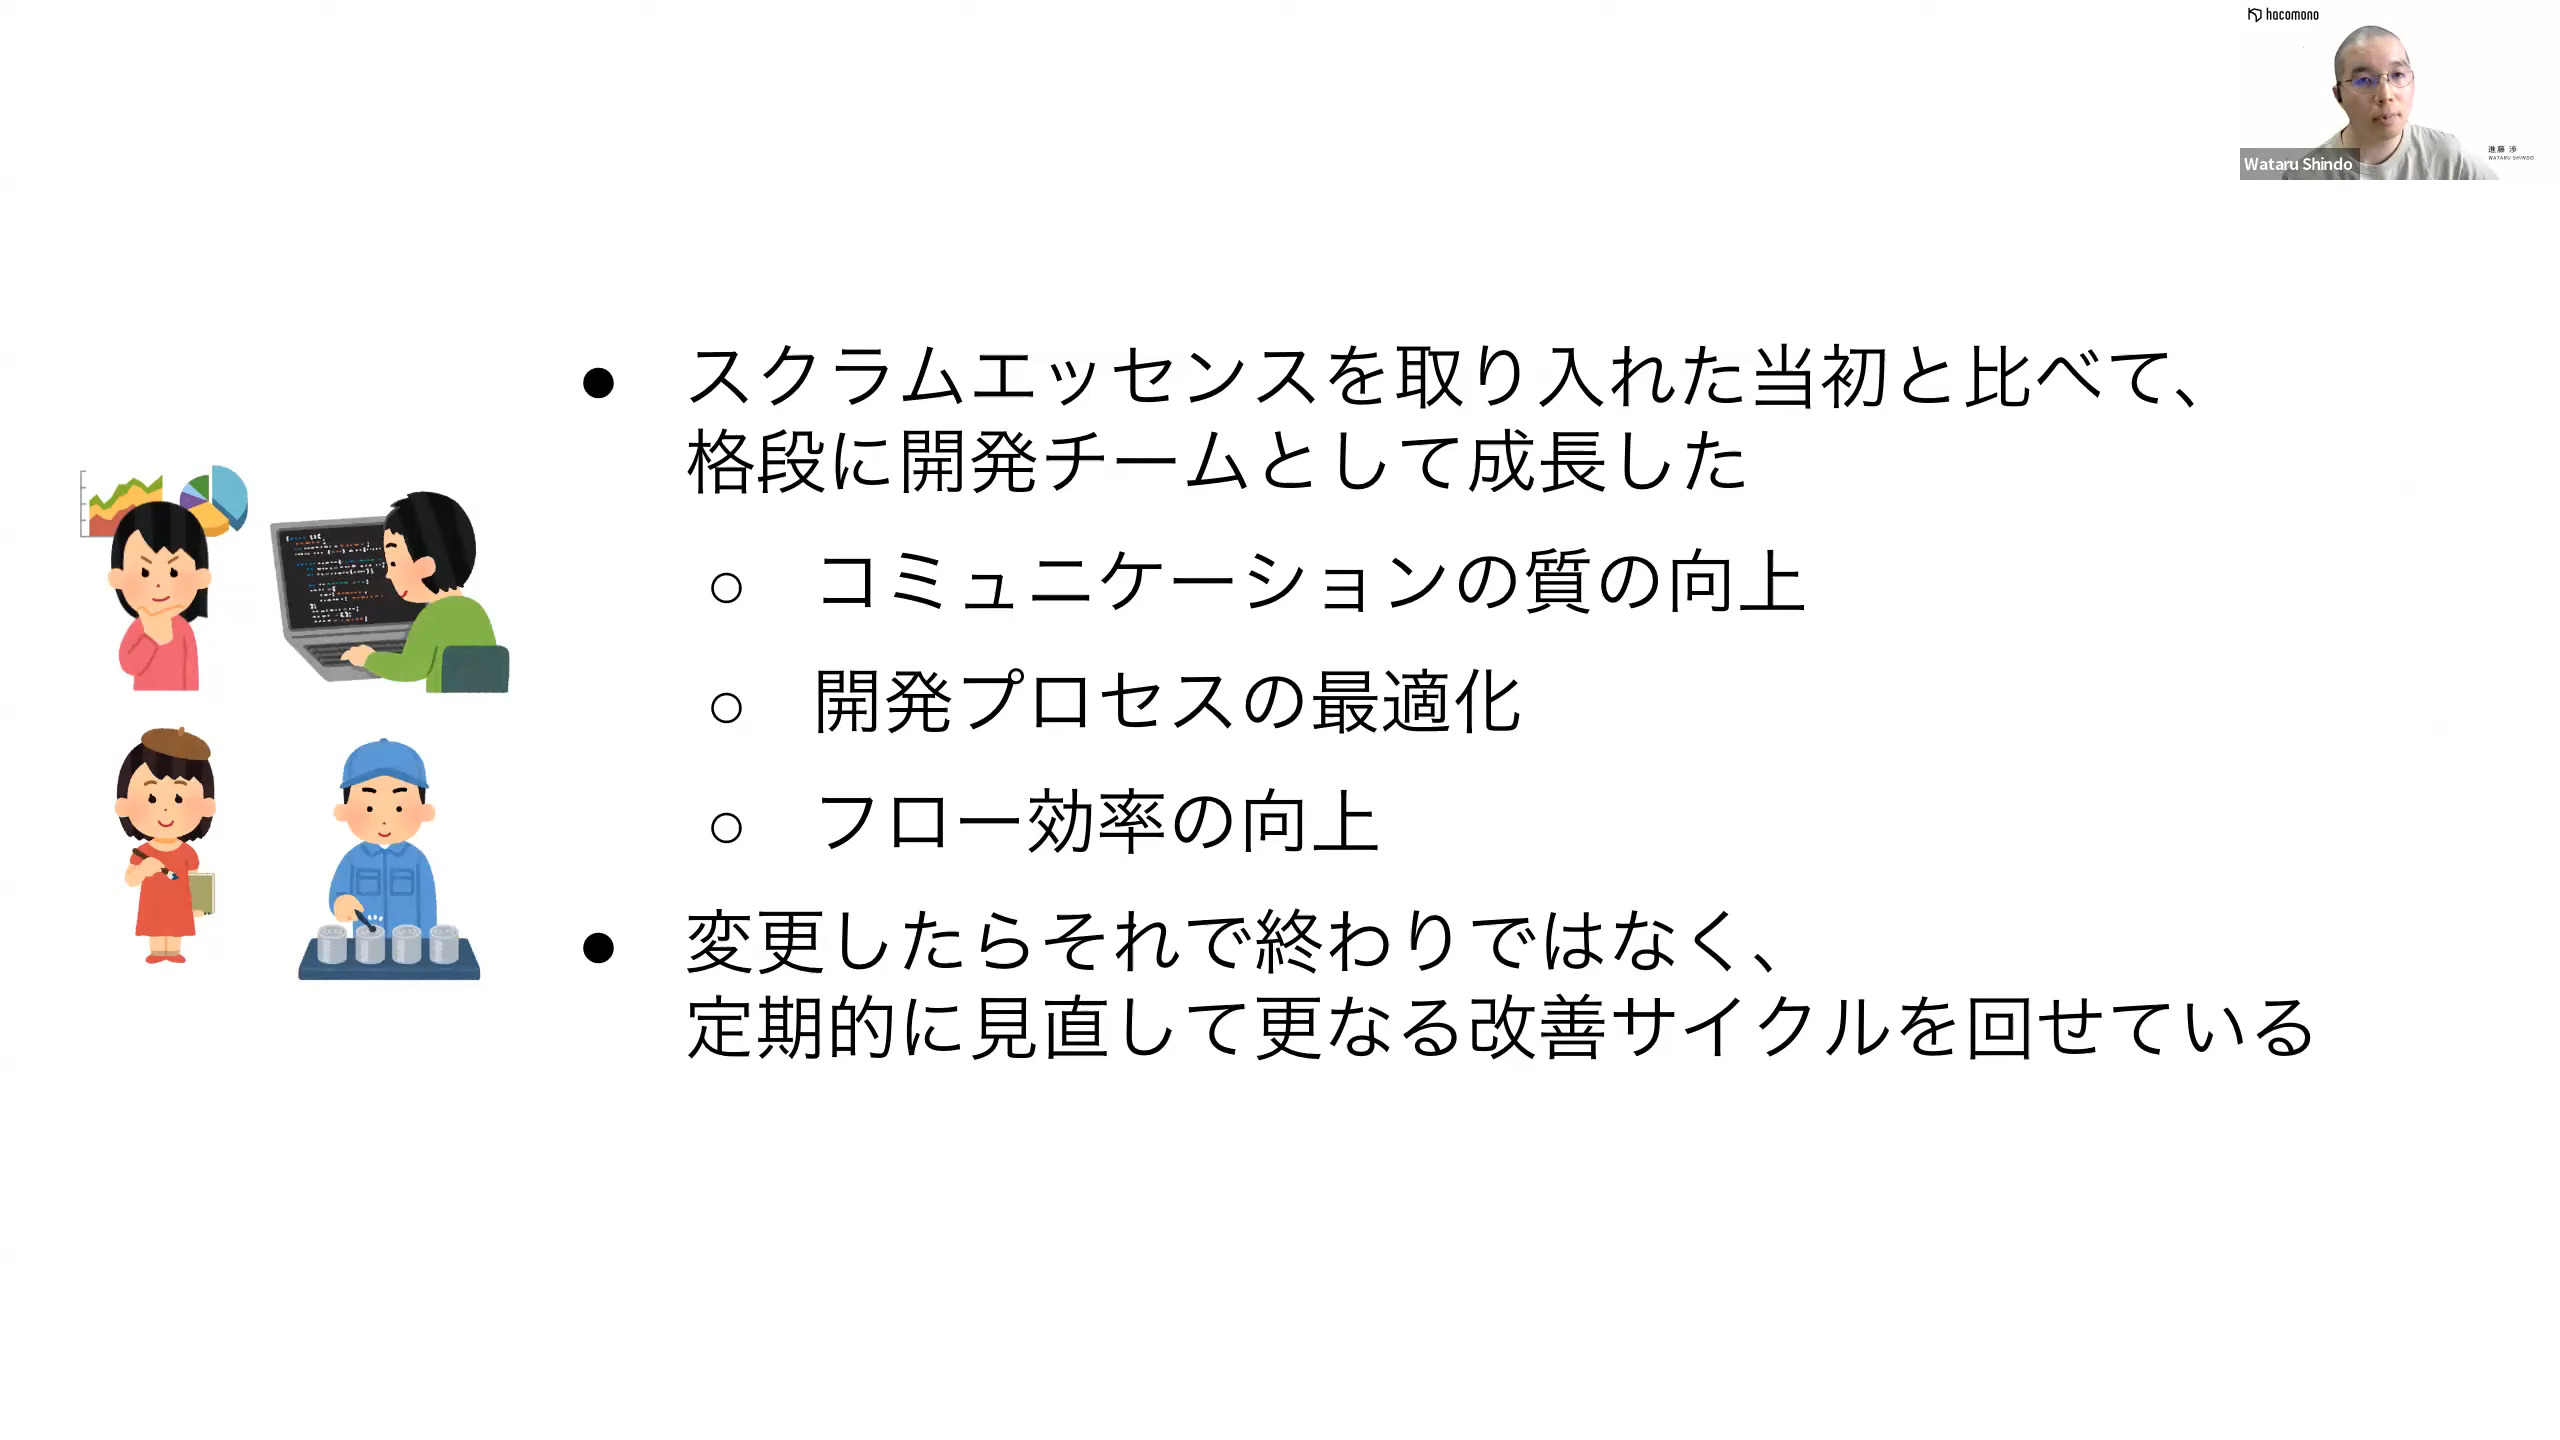 hacomono
Wataru Shindo
進藤 渉
WATARU SHINDO
● スクラムエッセンスを取り入れた当初と比べて、
格段に開発チームとして成長した
○ コミュニケーションの質の向上
○ 開発プロセスの最適化
○ フロー効率の向上
● 変更したらそれで終わりではなく、
定期的に見直して更なる改善サイクルを回せている